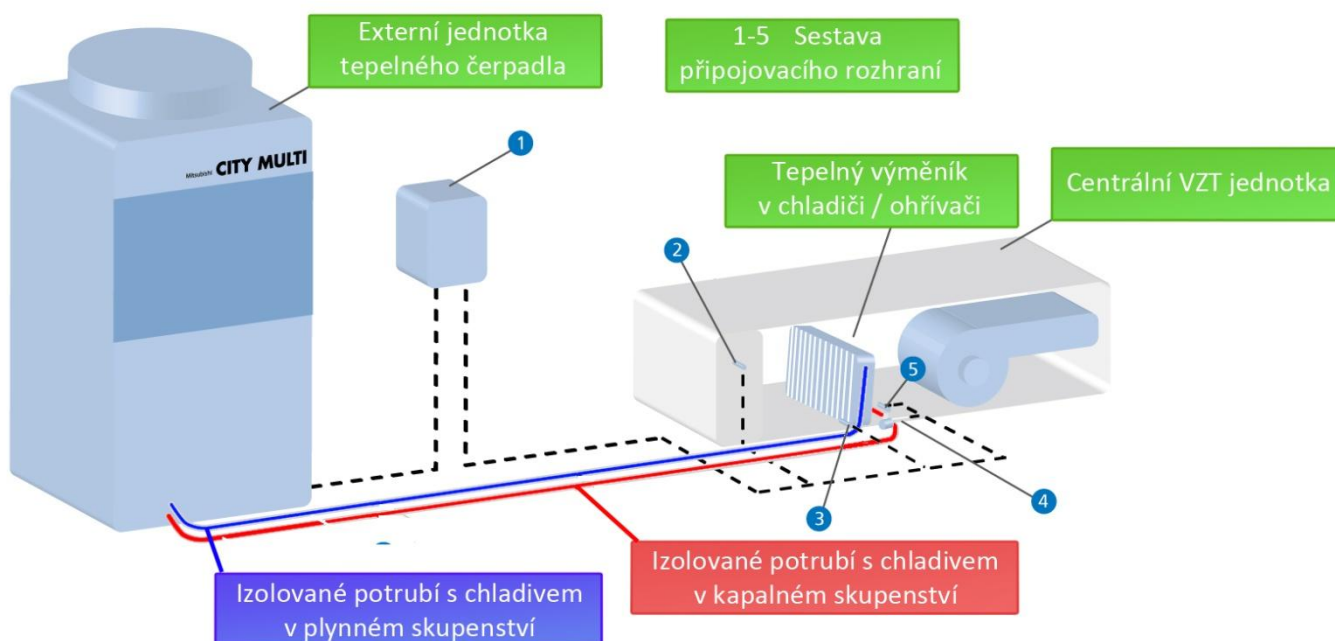 Externí jednotka
tepelného čerpadla
1-5 Sestava
připojovacího rozhraní
Mitsubishi CITY MULTI
1
Tepelný výměník
v chladiči / ohřívači
Centrální VZT jednotka
2
5
3
4
Izolované potrubí s chladivem
v kapalném skupenství
Izolované potrubí s chladivem
v plynném skupenství